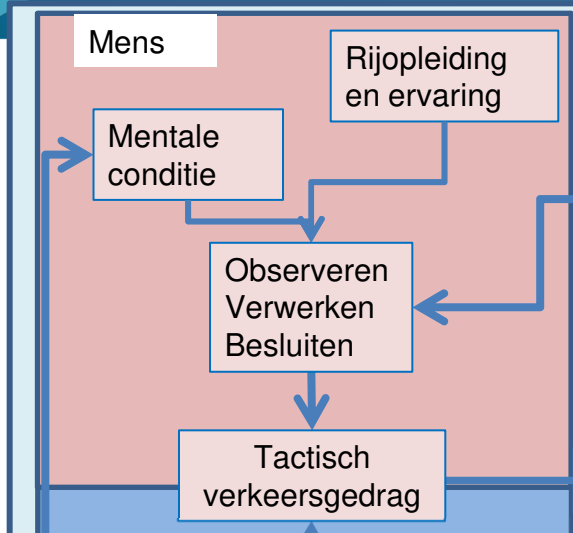 Mens
Rijopleiding
en ervaring
Mentale
conditie
Observeren
Verwerken
Besluiten
Tactisch
verkeersgedrag